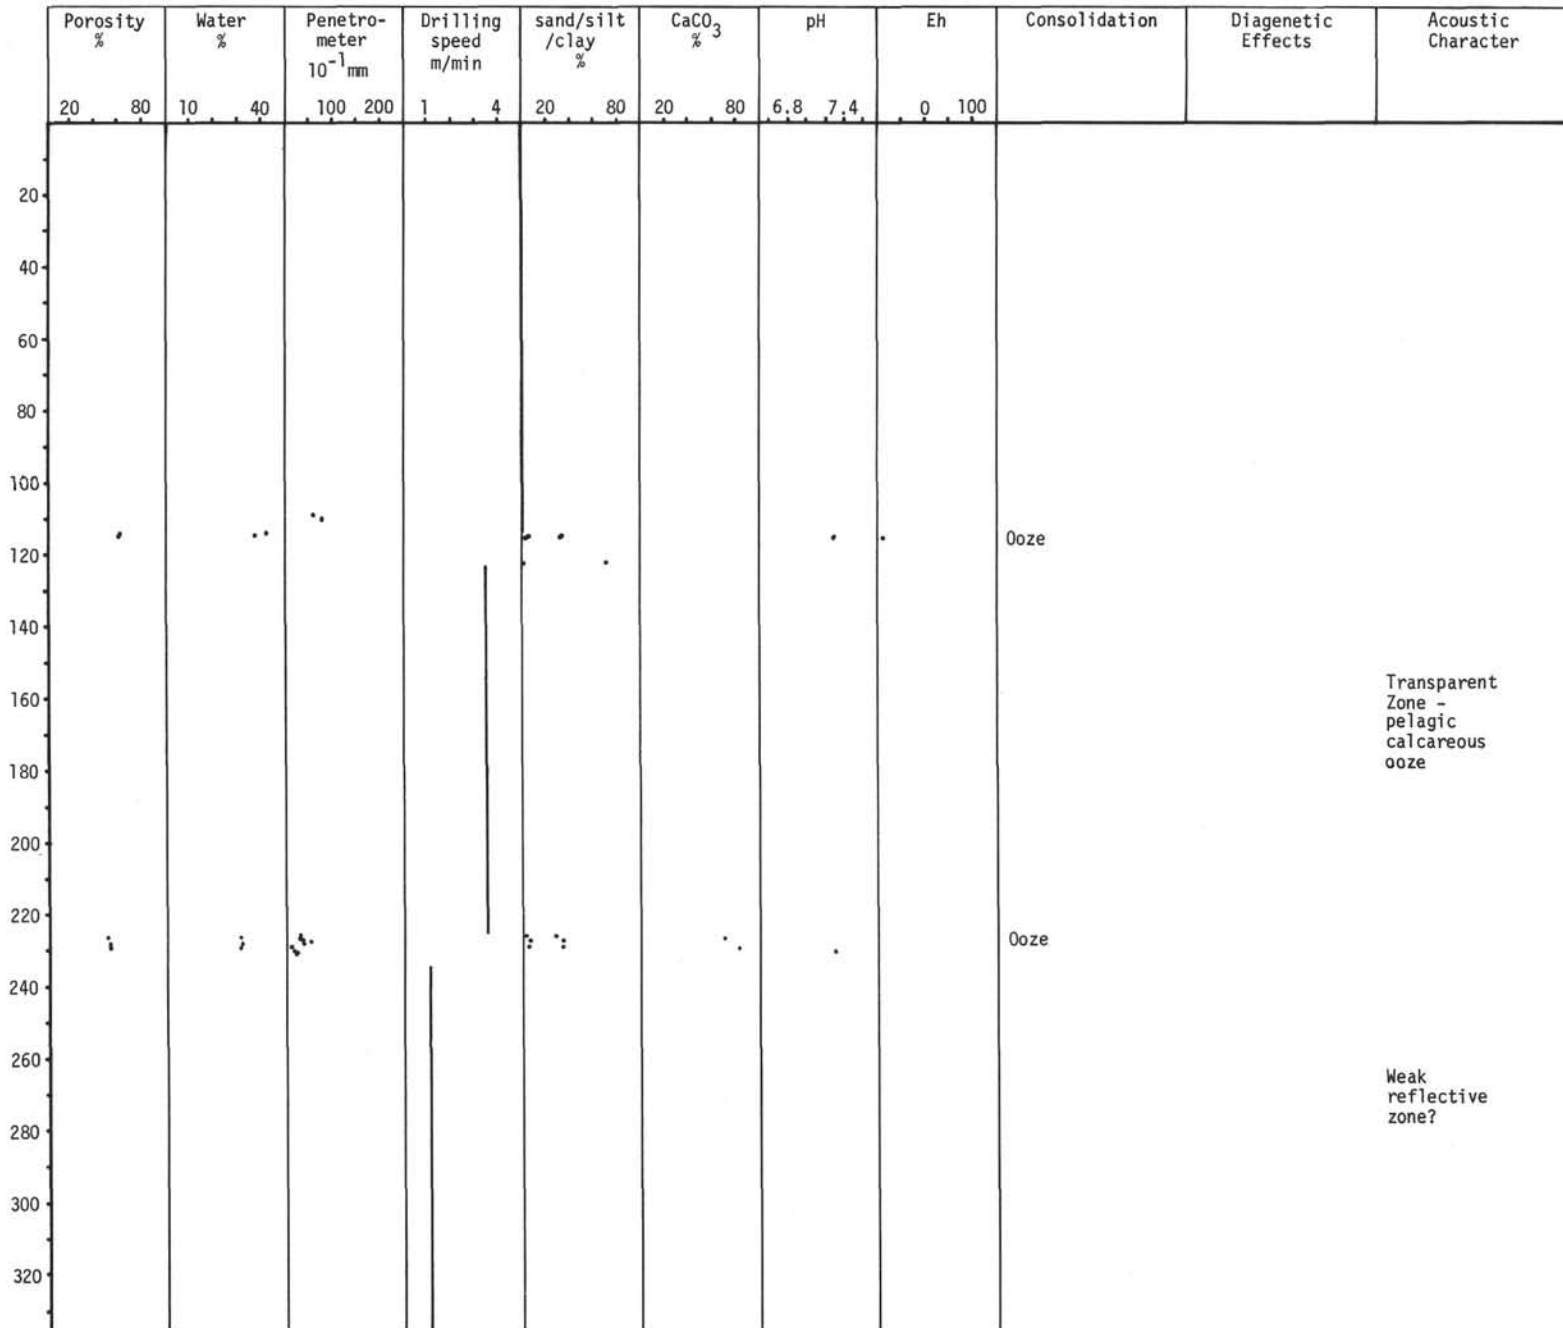 Porosity
%
Water
%
Penetro-
meter
10⁻¹mm
Drilling
speed
m/min
sand/silt
/clay
%
CaCO₃
%
pH
Eh
Consolidation
Diagenetic
Effects
Acoustic
Character
20 80 10 40 100 200 1 4 20 80 20 80 6.8 7.4 0 100
20
40
60
80
100
Ooze
120
140
Transparent
160
Zone -
pelagic
calcareous
180
ooze
200
220
Ooze
240
260
Weak
reflective
zone?
280
300
320